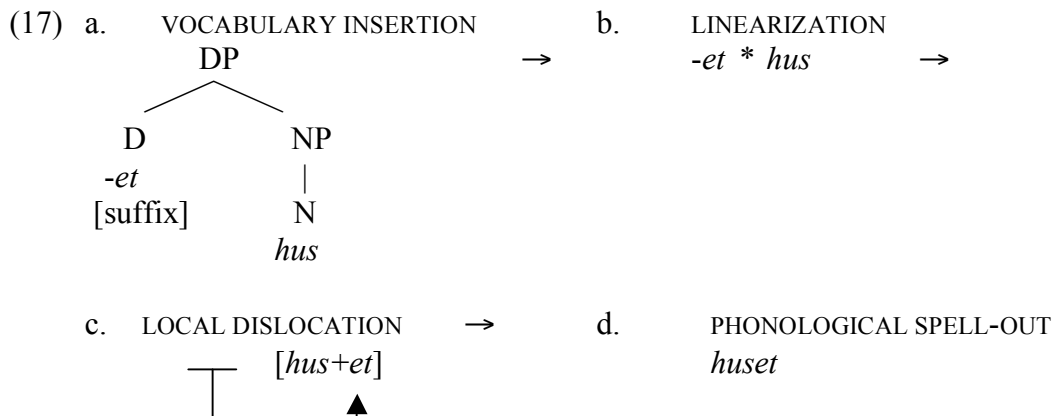 (17) a. VOCABULARY INSERTION → b. LINEARIZATION
DP -et * hus →
D NP
-et
[suffix] N
hus
c. LOCAL DISLOCATION → d. PHONOLOGICAL SPELL-OUT
[hus+et] huset